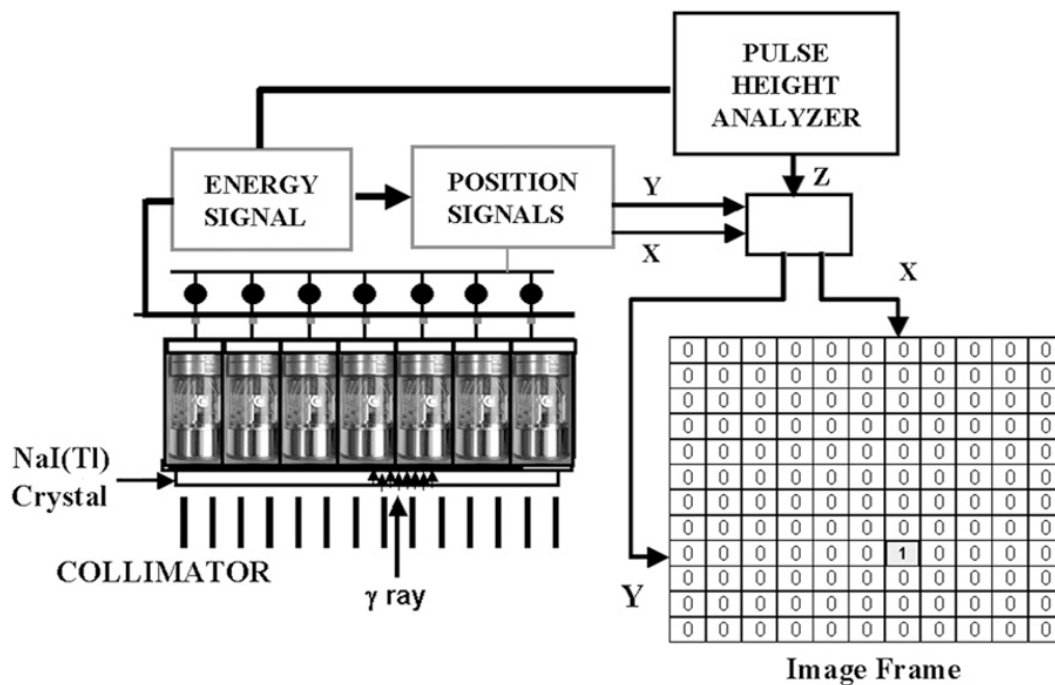 PULSE
HEIGHT
ANALYZER
ENERGY
SIGNAL
POSITION
SIGNALS
Y
X
Z
X
NaI(Tl)
Crystal
COLLIMATOR
γ ray
Y
0 0 0 0 0 0 0 0 0 0 0
0 0 0 0 0 0 0 0 0 0 0
0 0 0 0 0 0 0 0 0 0 0
0 0 0 0 0 0 0 0 0 0 0
0 0 0 0 0 0 0 0 0 0 0
0 0 0 0 0 0 0 0 0 0 0
0 0 0 0 0 0 0 0 0 0 0
0 0 0 0 0 0 0 0 0 0 0
0 0 0 0 0 0 1 0 0 0 0
0 0 0 0 0 0 0 0 0 0 0
0 0 0 0 0 0 0 0 0 0 0
0 0 0 0 0 0 0 0 0 0 0
Image Frame